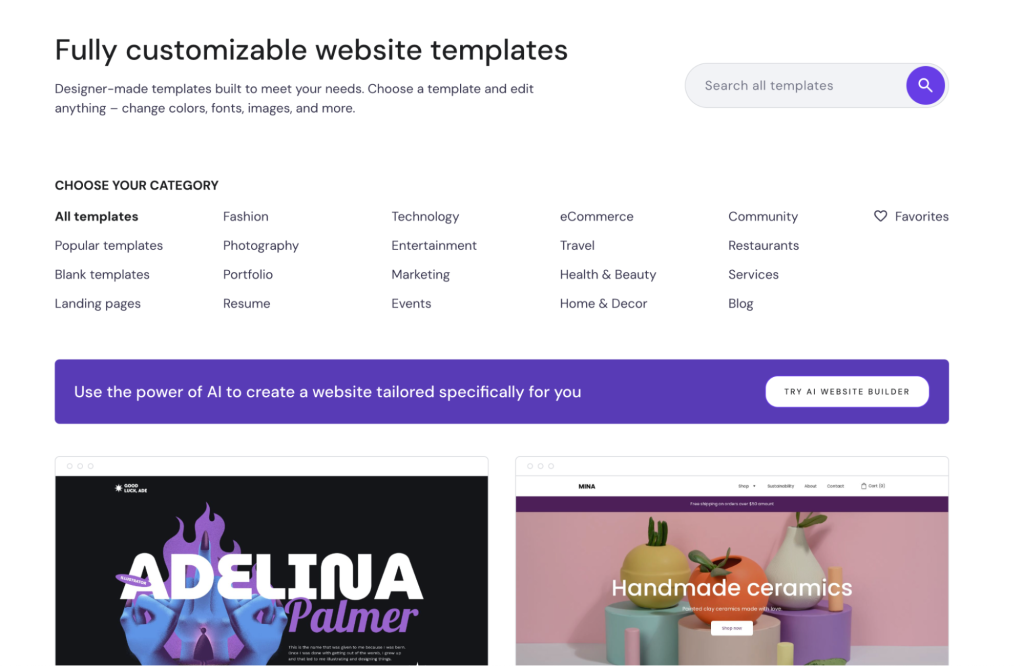 Fully customizable website templates
Designer-made templates built to meet your needs. Choose a template and edit
anything – change colors, fonts, images, and more.
Search all templates
CHOOSE YOUR CATEGORY
All templates
Popular templates
Blank templates
Landing pages
Fashion
Photography
Portfolio
Resume
Technology
Entertainment
Marketing
Events
eCommerce
Travel
Health & Beauty
Home & Decor
Community
Restaurants
Services
Blog
Favorites
Use the power of AI to create a website tailored specifically for you
TRY AI WEBSITE BUILDER
GOOD
LUCK, ADE
ADELINA
ILLUSTRATOR
Palmer
This is the name that was given to me because I was born.
Once I was done with getting out of the womb, I grew up
and that led to me illustrating and designing things.
MINA
Shop
Sustainability
About
Contact
Cart (0)
Free shipping on orders over $50 amount
Handmade ceramics
Painted clay ceramics made with love
Shop now